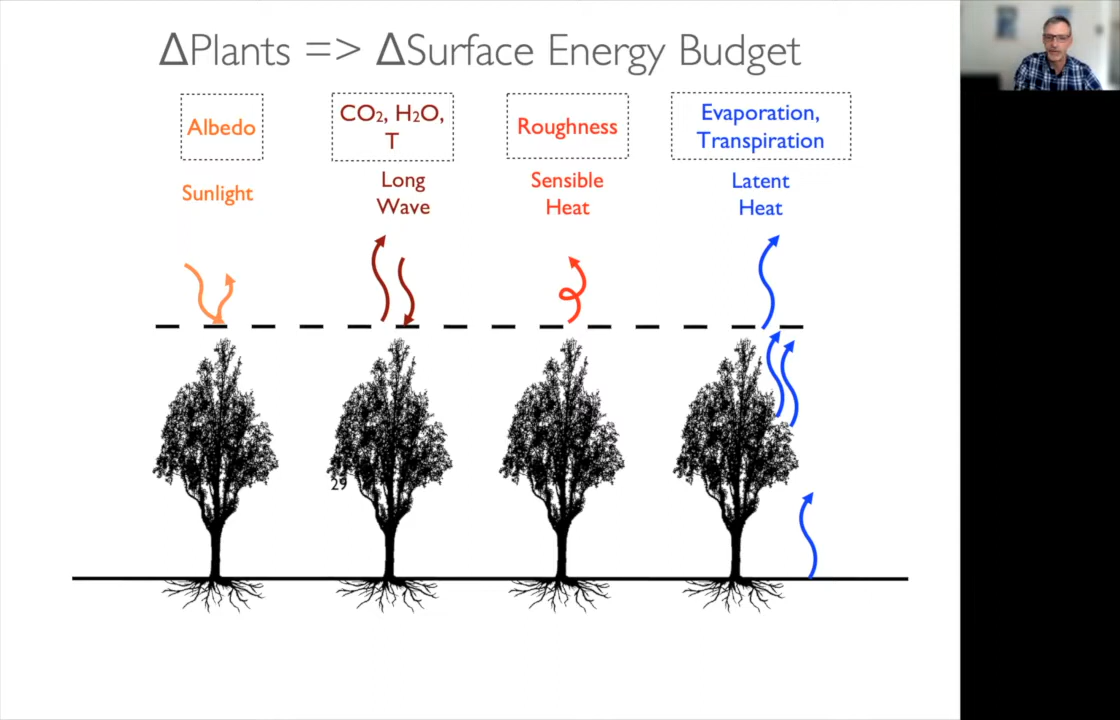 ΔPlants => ΔSurface Energy Budget
Albedo
Sunlight
CO₂, H₂O,
T
Long
Wave
Roughness
Sensible
Heat
Evaporation,
Transpiration
Latent
Heat
29